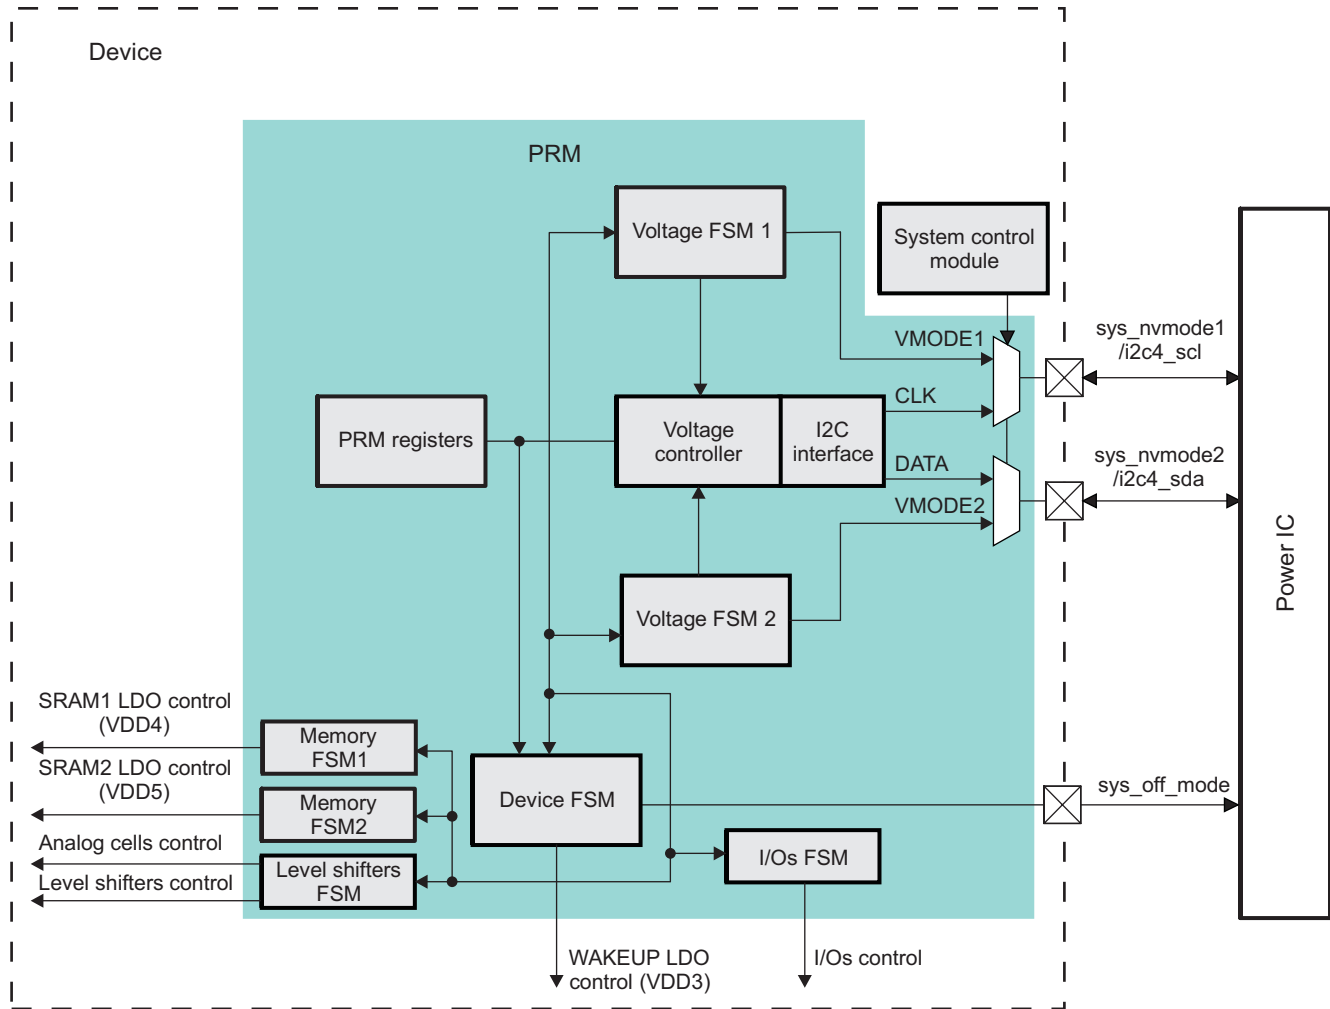 Device
PRM
Voltage FSM 1
System control
module
sys_nvmode1
/i2c4_scl
VMODE1
CLK
PRM registers
Voltage
controller
I2C
interface
DATA
sys_nvmode2
/i2c4_sda
VMODE2
Power IC
Voltage FSM 2
SRAM1 LDO control
(VDD4)
Memory
FSM1
SRAM2 LDO control
(VDD5)
Memory
FSM2
Device FSM
sys_off_mode
Analog cells control
Level shifters control
Level shifters
FSM
I/Os FSM
WAKEUP LDO
control (VDD3)
I/Os control